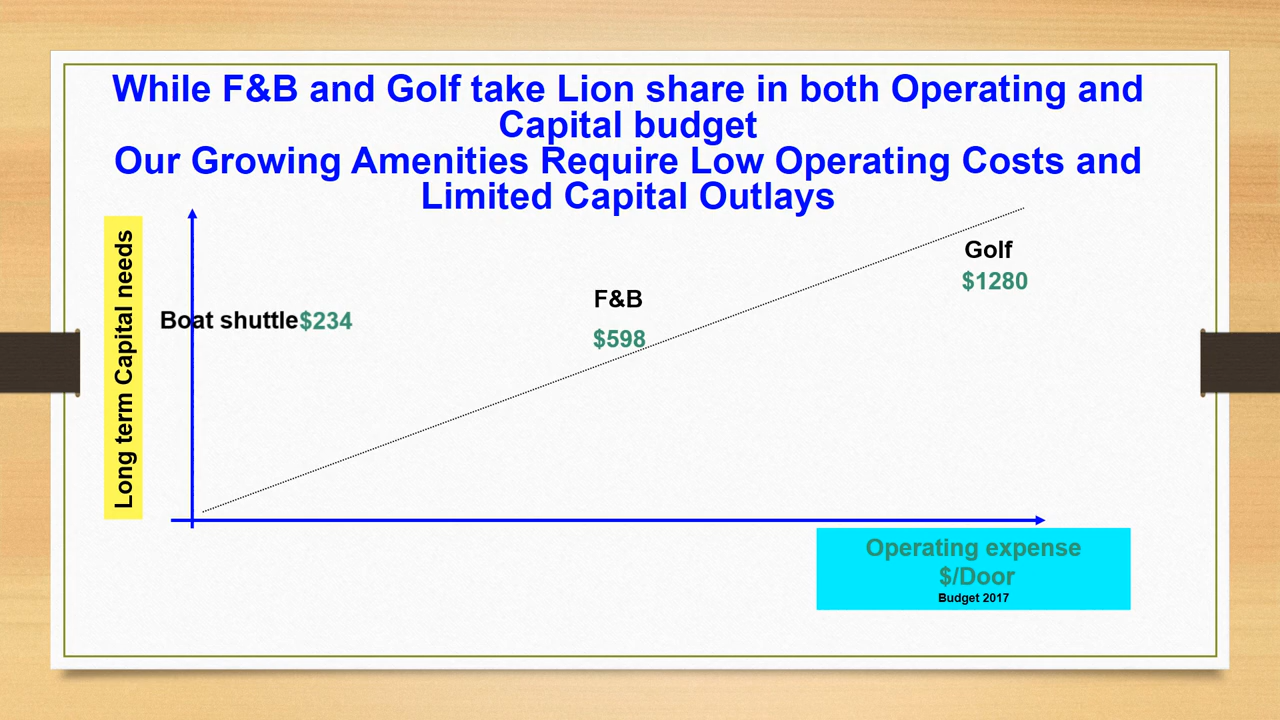 While F&B and Golf take Lion share in both Operating and
Capital budget
Our Growing Amenities Require Low Operating Costs and
Limited Capital Outlays
Long term Capital needs
Golf
$1280
F&B
$598
Boat shuttle$234
Operating expense
$/Door
Budget 2017